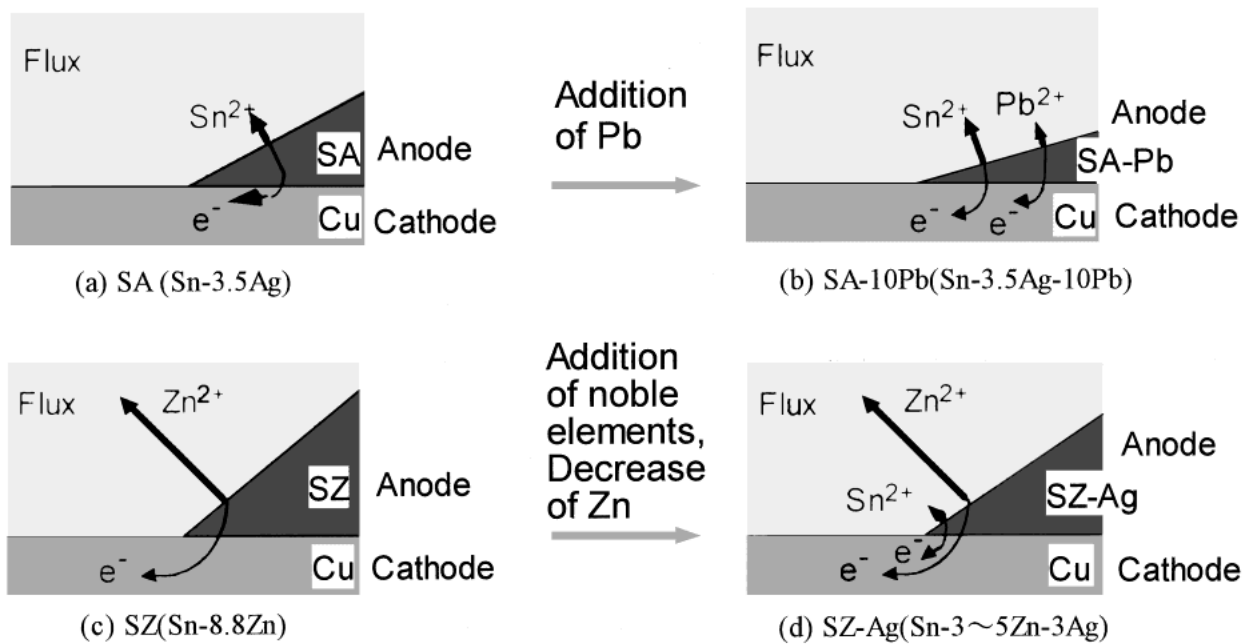 Flux
Sn²⁺
SA
Anode
e⁻
Cu
Cathode
(a) SA (Sn-3.5Ag)
Addition
of Pb
Flux
Sn²⁺
Pb²⁺
Anode
SA-Pb
e⁻
e⁻
Cu
Cathode
(b) SA-10Pb(Sn-3.5Ag-10Pb)
Flux
Zn²⁺
SZ
Anode
e⁻
Cu
Cathode
(c) SZ(Sn-8.8Zn)
Addition
of noble
elements,
Decrease
of Zn
Flux
Zn²⁺
Anode
Sn²⁺
SZ-Ag
e⁻
e⁻
Cu
Cathode
(d) SZ-Ag(Sn-3～5Zn-3Ag)